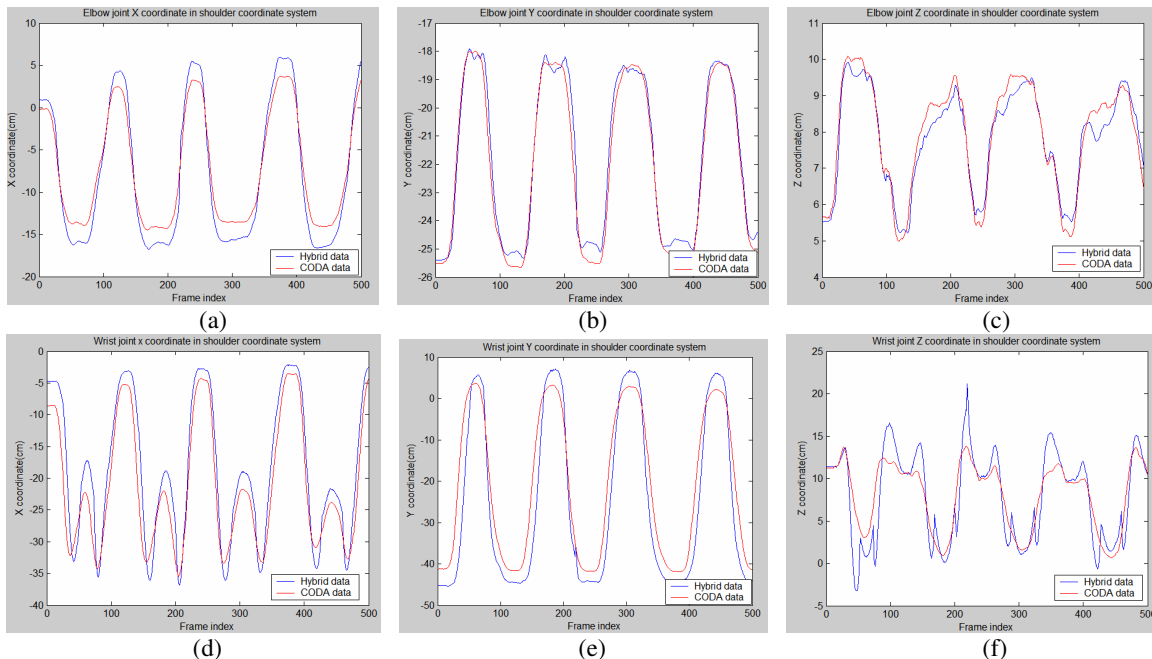 Elbow joint X coordinate in shoulder coordinate system
10
5
0
-5
-10
-15
-20
X coordinate(cm)
0 100 200 300 400 500
Frame index
Hybrid data
CODA data
(a)
Elbow joint Y coordinate in shoulder coordinate system
-17
-18
-19
-20
-21
-22
-23
-24
-25
-26
Y coordinate(cm)
0 100 200 300 400 500
Frame index
Hybrid data
CODA data
(b)
Elbow joint Z coordinate in shoulder coordinate system
11
10
9
8
7
6
5
4
Z coordinate(cm)
0 100 200 300 400 500
Frame index
Hybrid data
CODA data
(c)
Wrist joint x coordinate in shoulder coordinate system
0
-5
-10
-15
-20
-25
-30
-35
-40
X coordinate(cm)
0 100 200 300 400 500
Frame index
Hybrid data
CODA data
(d)
Wrist joint Y coordinate in shoulder coordinate system
10
0
-10
-20
-30
-40
-50
Y coordinate(cm)
0 100 200 300 400 500
Frame index
Hybrid data
CODA data
(e)
Wrist joint Z coordinate in shoulder coordinate system
25
20
15
10
5
0
-5
Z coordinate(cm)
0 100 200 300 400 500
Frame index
Hybrid data
CODA data
(f)